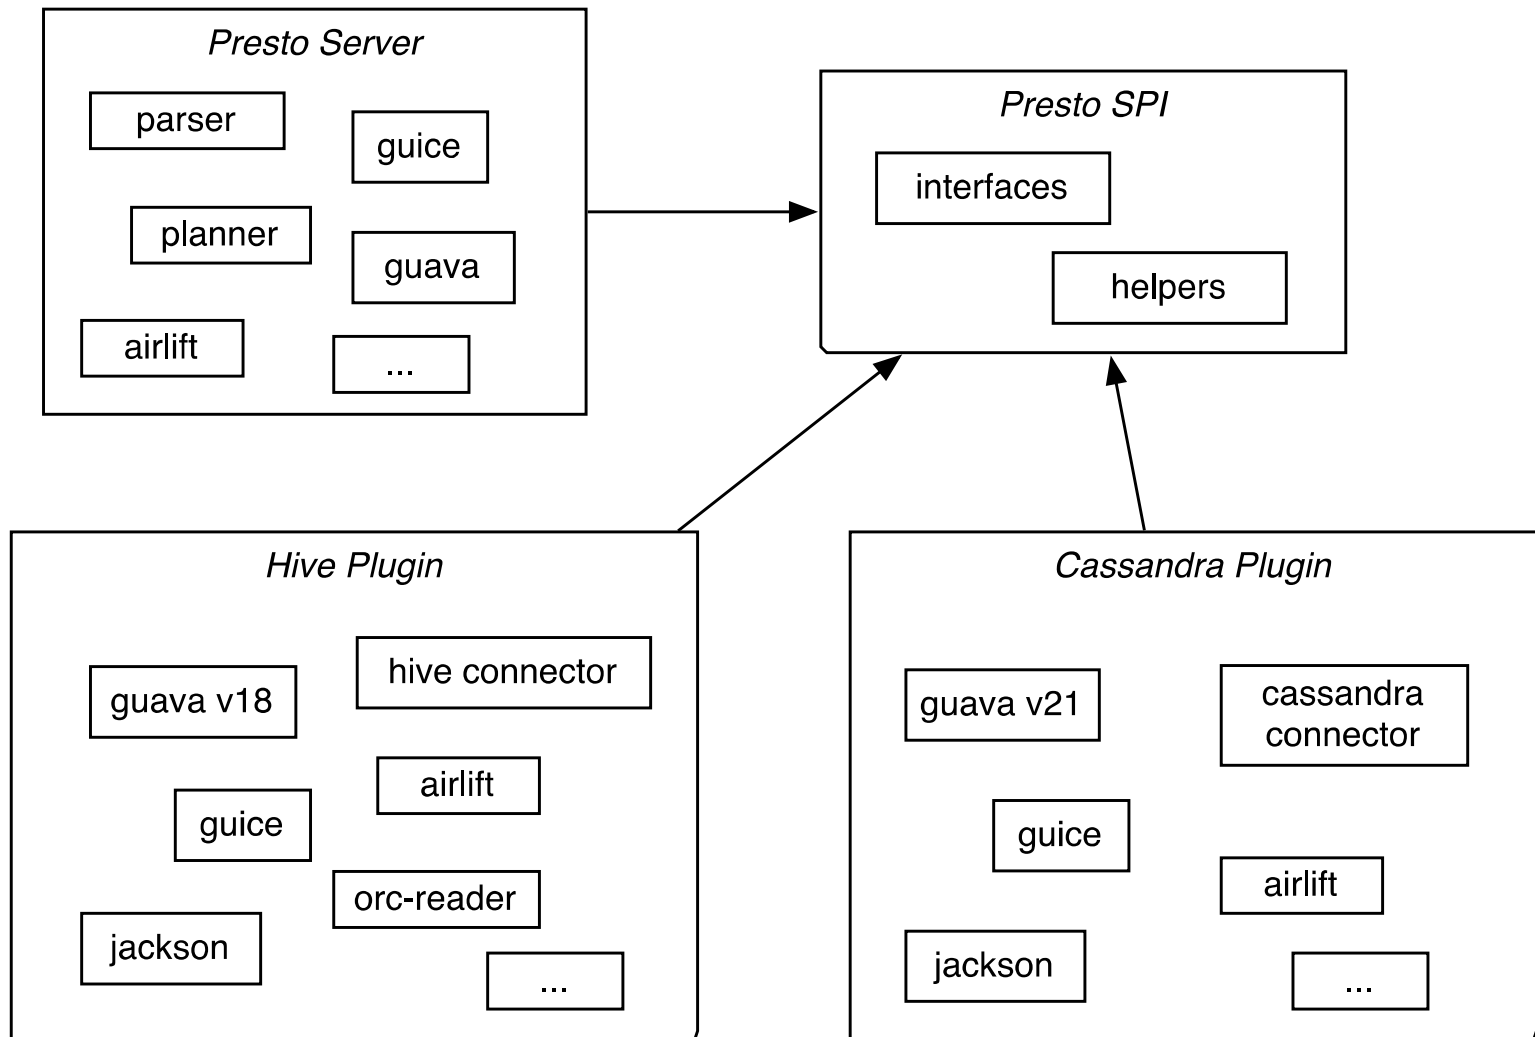 Presto Server
parser
guice
planner
guava
airlift
...
Presto SPI
interfaces
helpers
Hive Plugin
hive connector
guava v18
airlift
guice
orc-reader
jackson
...
Cassandra Plugin
guava v21
cassandra
connector
guice
airlift
jackson
...